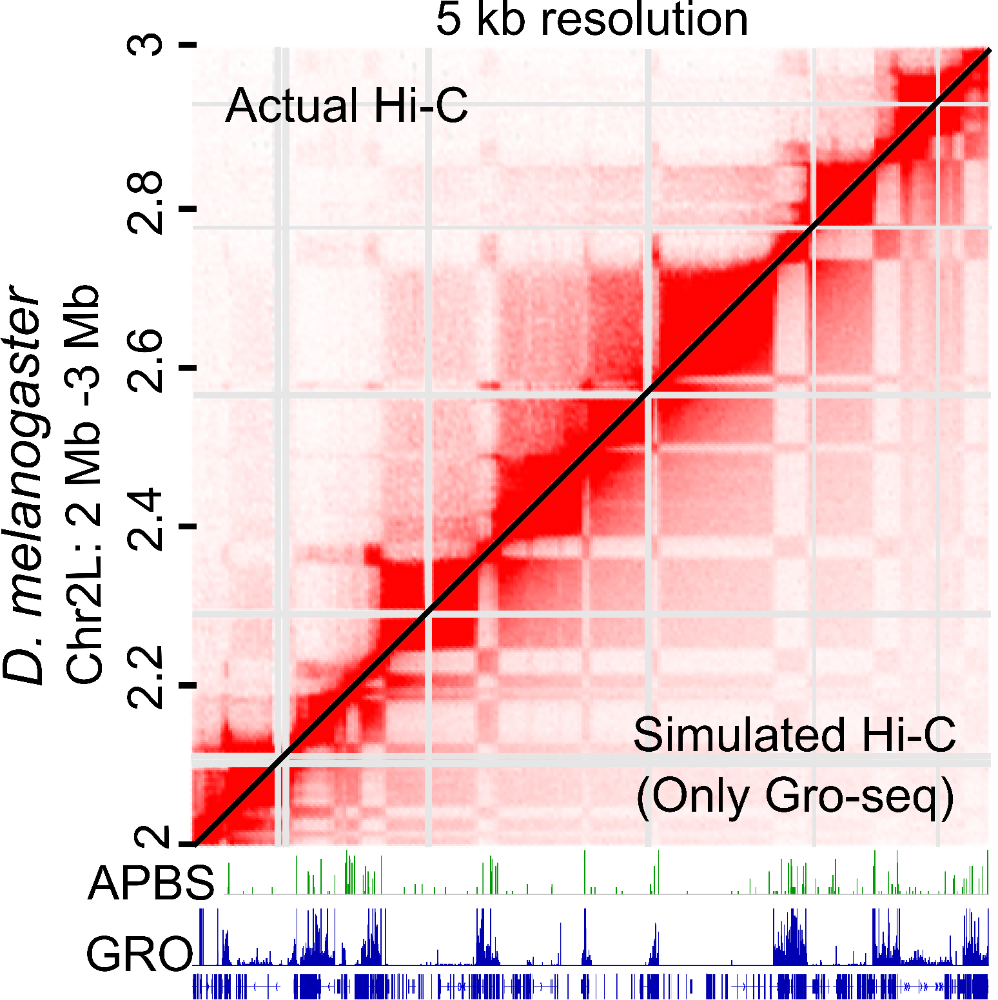 5 kb resolution
Actual Hi-C
D. melanogaster
Chr2L: 2 Mb -3 Mb
3
2.8
2.6
2.4
2.2
2
Simulated Hi-C
(Only Gro-seq)
APBS
GRO